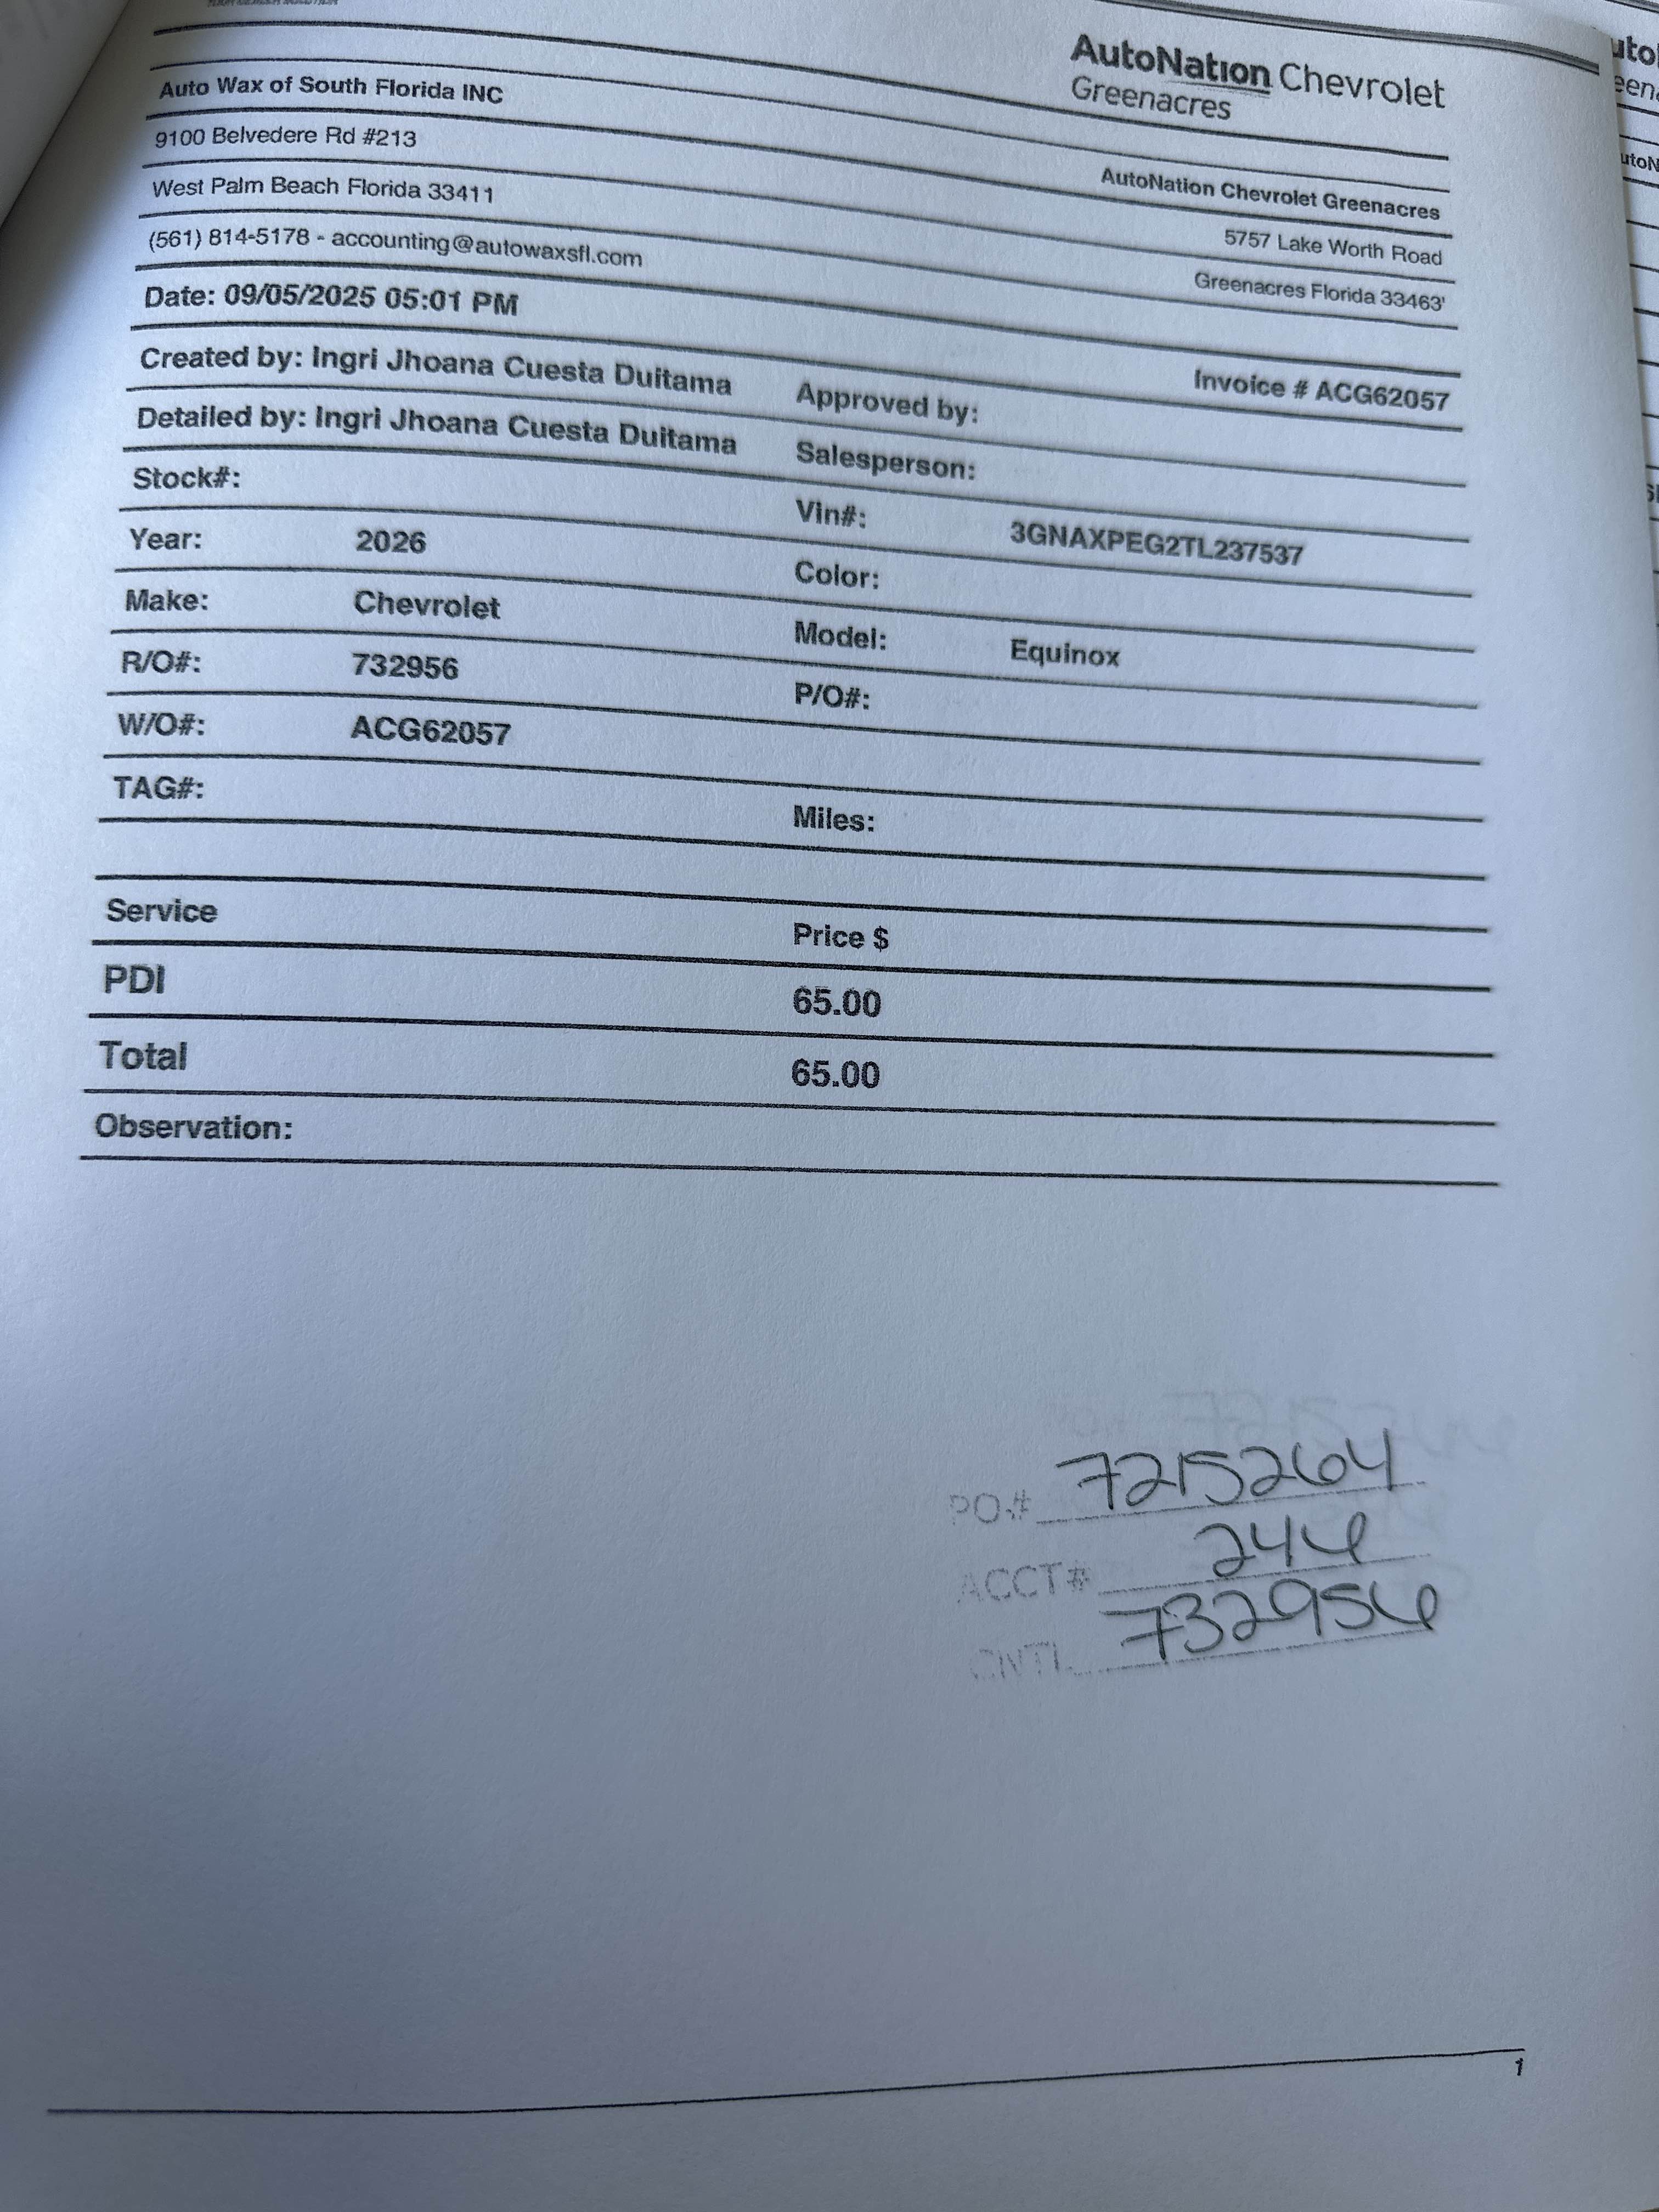 AutoNation Chevrolet
Greenacres
Auto Wax of South Florida INC
9100 Belvedere Rd #213
West Palm Beach Florida 33411
(561) 814-5178 - accounting@autowaxsfl.com
AutoNation Chevrolet Greenacres
5757 Lake Worth Road
Greenacres Florida 33463'
Date: 09/05/2025 05:01 PM
Invoice # ACG62057
Created by: Ingri Jhoana Cuesta Duitama Approved by:
Detailed by: Ingri Jhoana Cuesta Duitama Salesperson:
Stock#: Vin#: 3GNAXPEG2TL237537
Year: 2026 Color:
Make: Chevrolet Model: Equinox
R/O#: 732956 P/O#:
W/O#: ACG62057
TAG#: Miles:
Service Price $
PDI 65.00
Total 65.00
Observation:
PO# 7215264
ACCT# 246
CNTL 732956
1